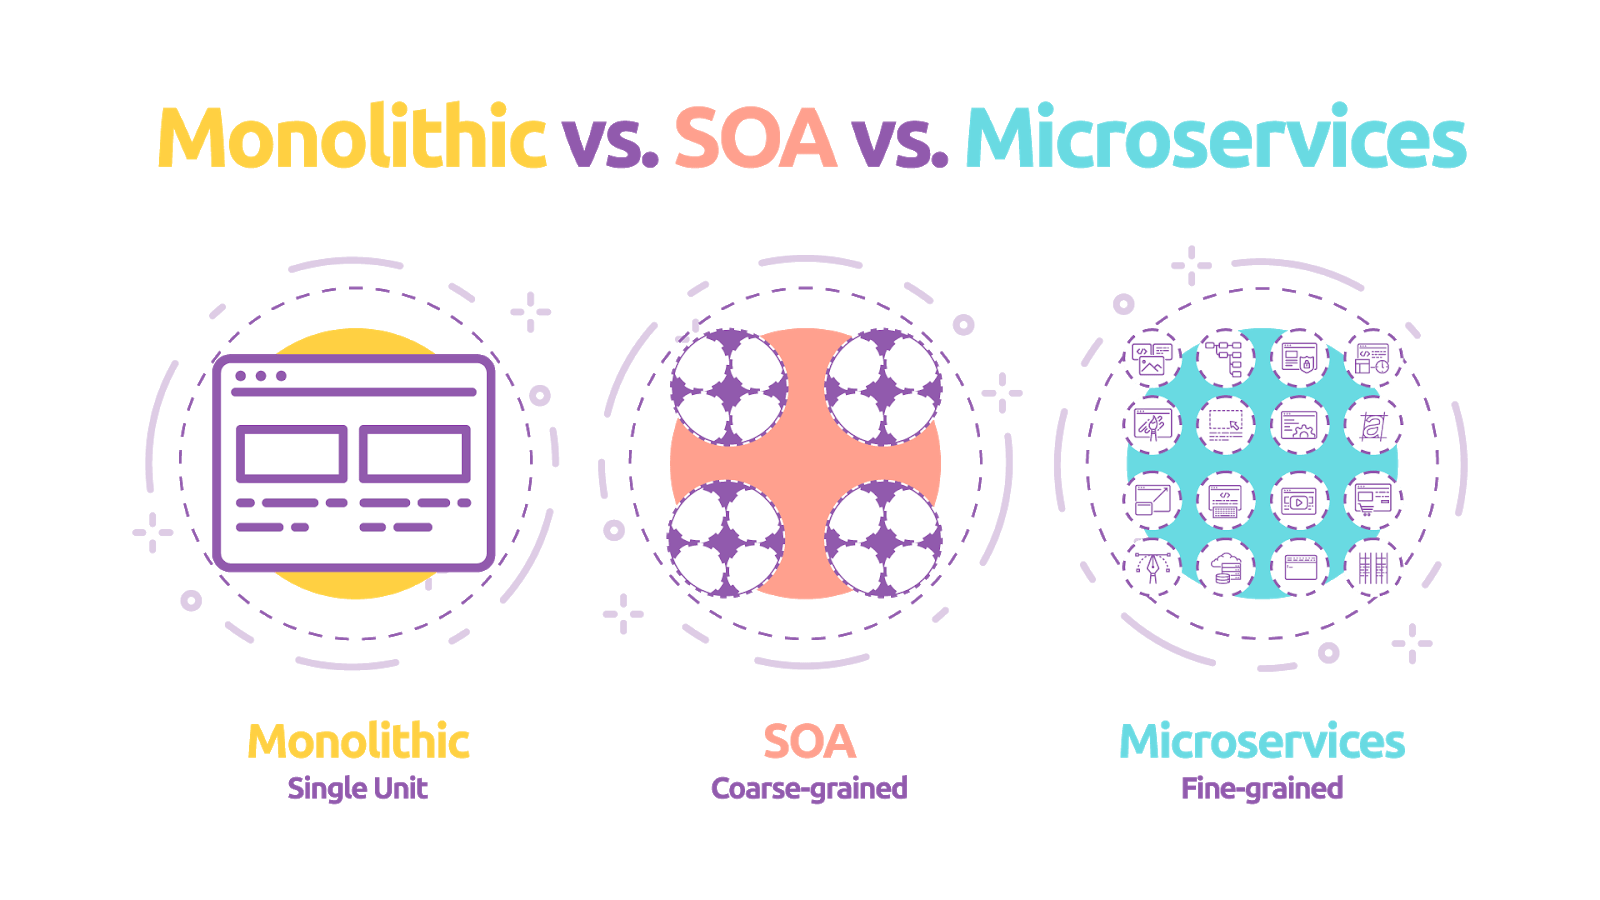 Monolithic vs. SOA vs. Microservices
Monolithic
Single Unit
SOA
Coarse-grained
Microservices
Fine-grained